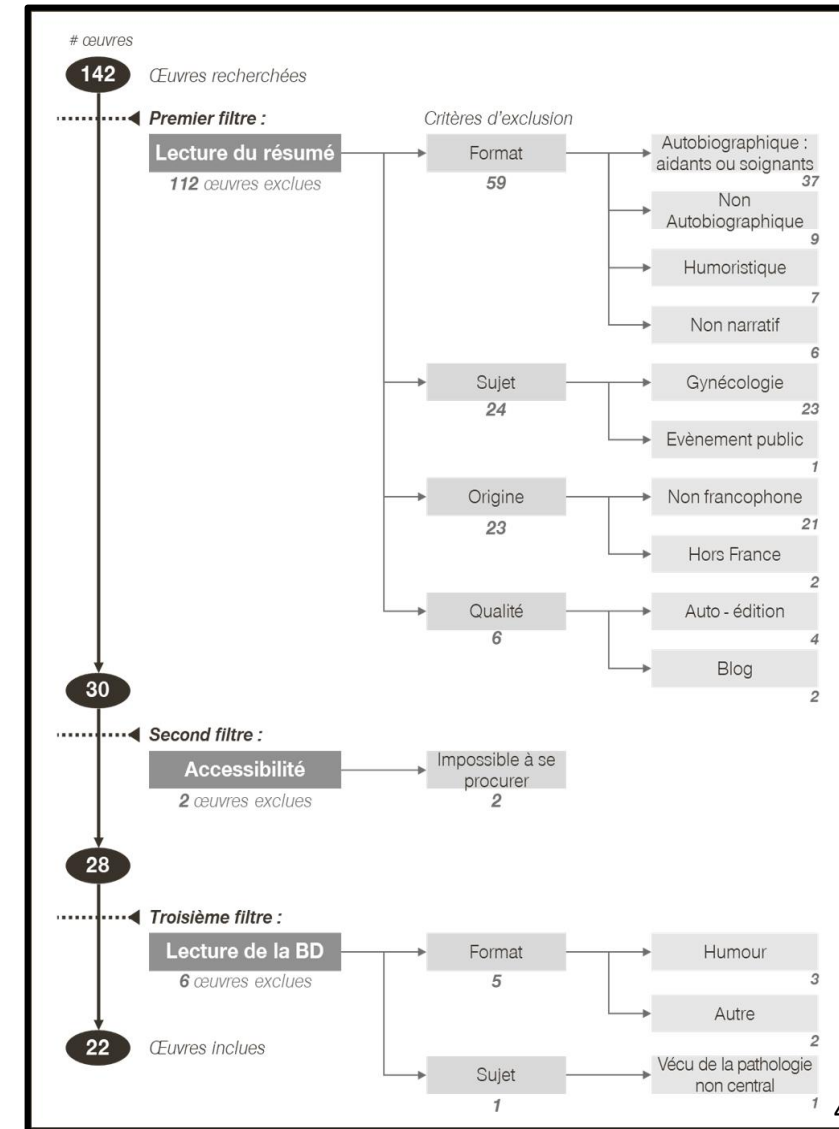 # œuvres
142 Œuvres recherchées
Premier filtre : Critères d'exclusion
Lecture du résumé
112 œuvres exclues
Format
59
Autobiographique :
aidants ou soignants
37
Non
Autobiographique
9
Humoristique
7
Non narratif
6
Sujet
24
Gynécologie
23
Evènement public
1
Origine
23
Non francophone
21
Hors France
2
Qualité
6
Auto - édition
4
Blog
2
30
Second filtre :
Accessibilité
2 œuvres exclues
Impossible à se
procurer
2
28
Troisième filtre :
Lecture de la BD
6 œuvres exclues
Format
5
Humour
3
Autre
2
22 Œuvres inclues
Sujet
1
Vécu de la pathologie
non central
1